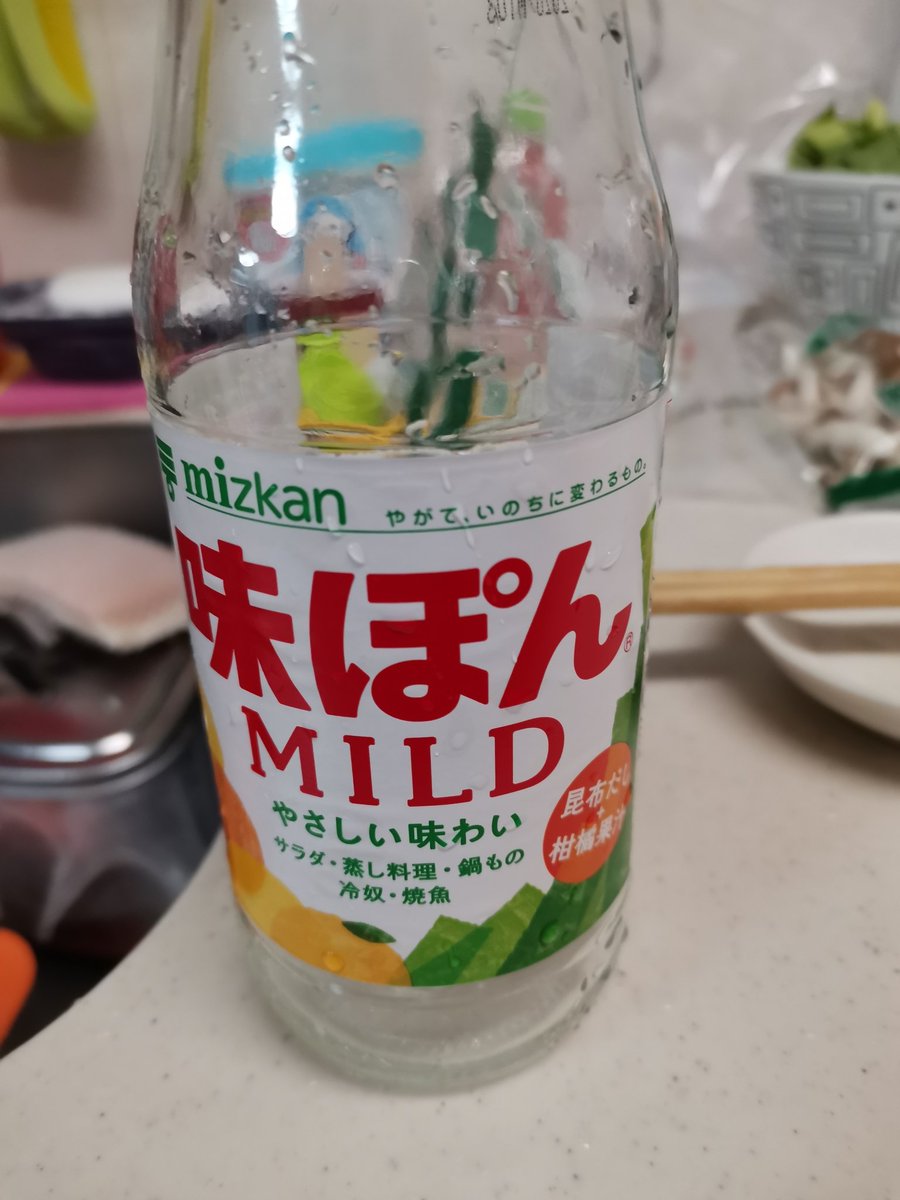 mizkan
やがて、いのちに変わるもの。
味ぽん®
MILD
やさしい味わい
サラダ・蒸し料理・鍋もの
冷奴・焼魚
昆布だし
+
柑橘果汁